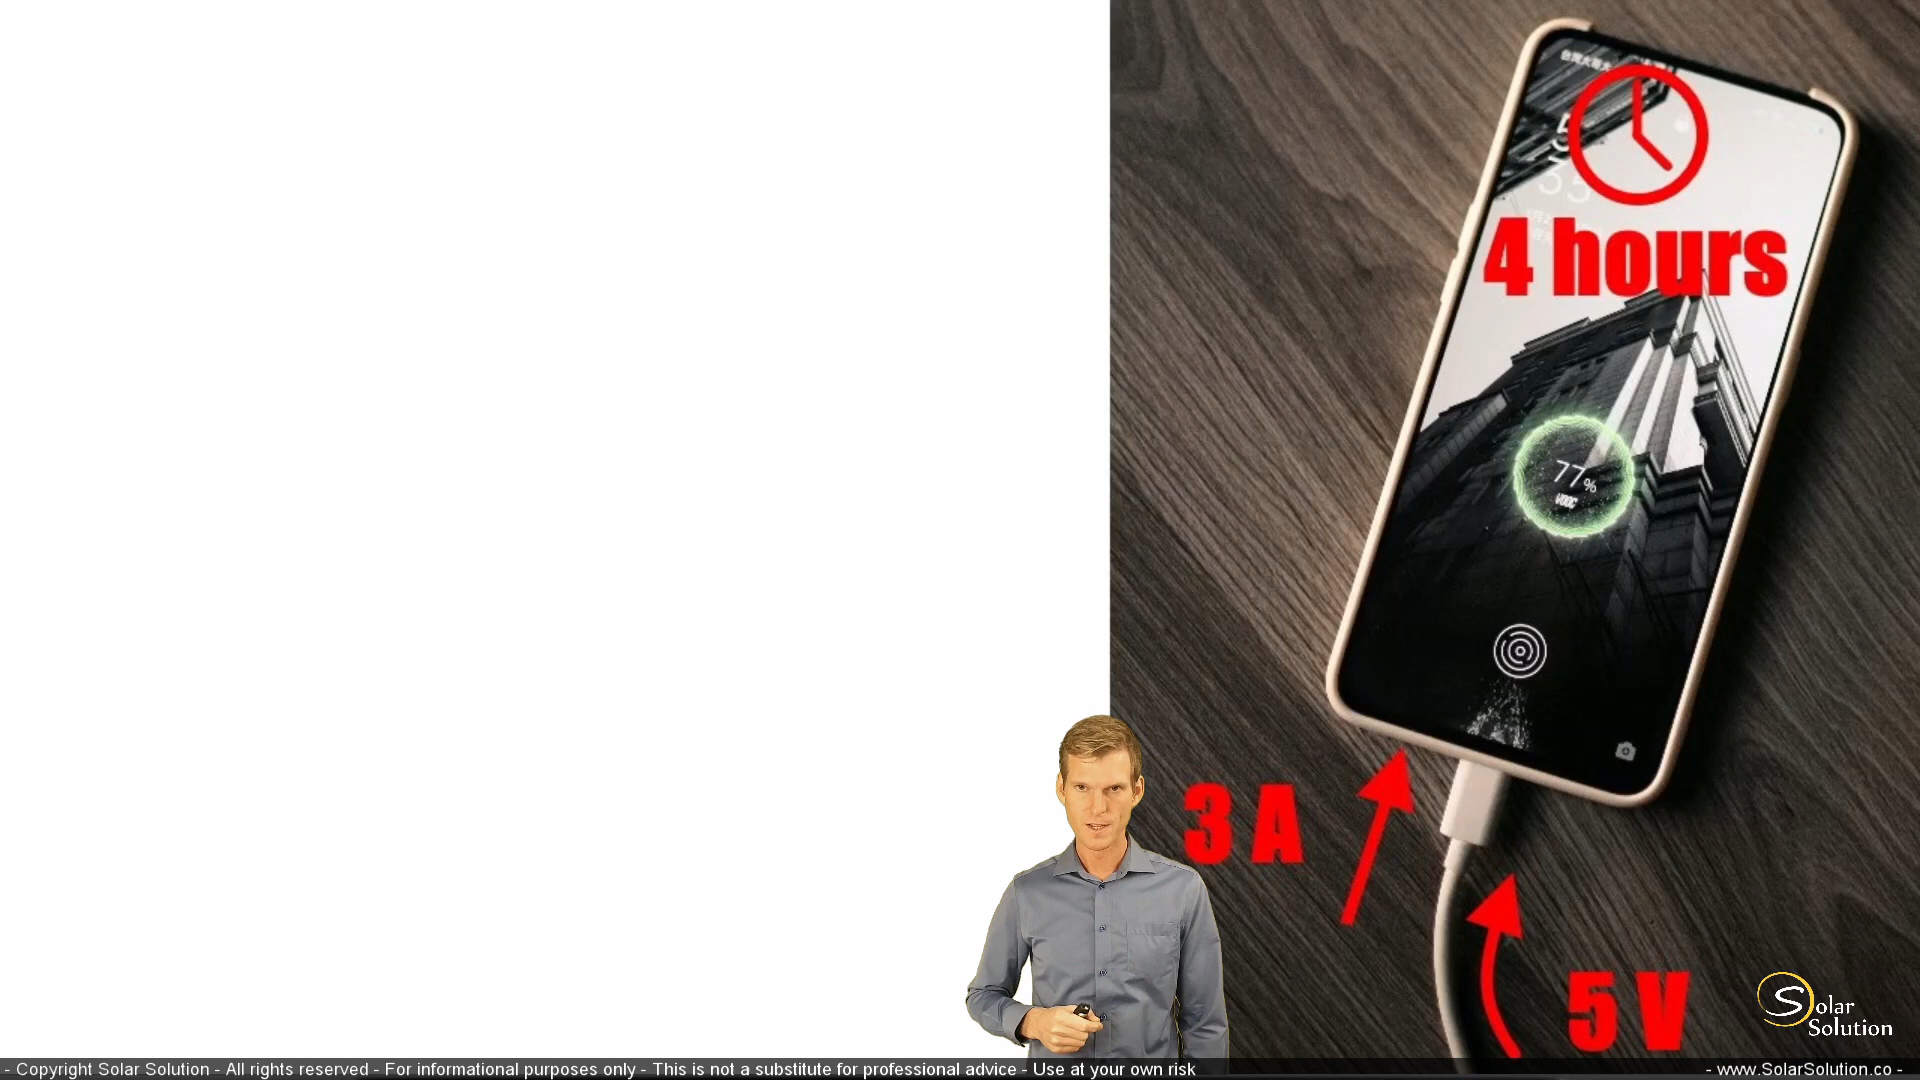 4 hours
77%
VOOC
3 A
5 V
Solar
Solution
- Copyright Solar Solution - All rights reserved - For informational purposes only - This is not a substitute for professional advice - Use at your own risk
- www.SolarSolution.co -